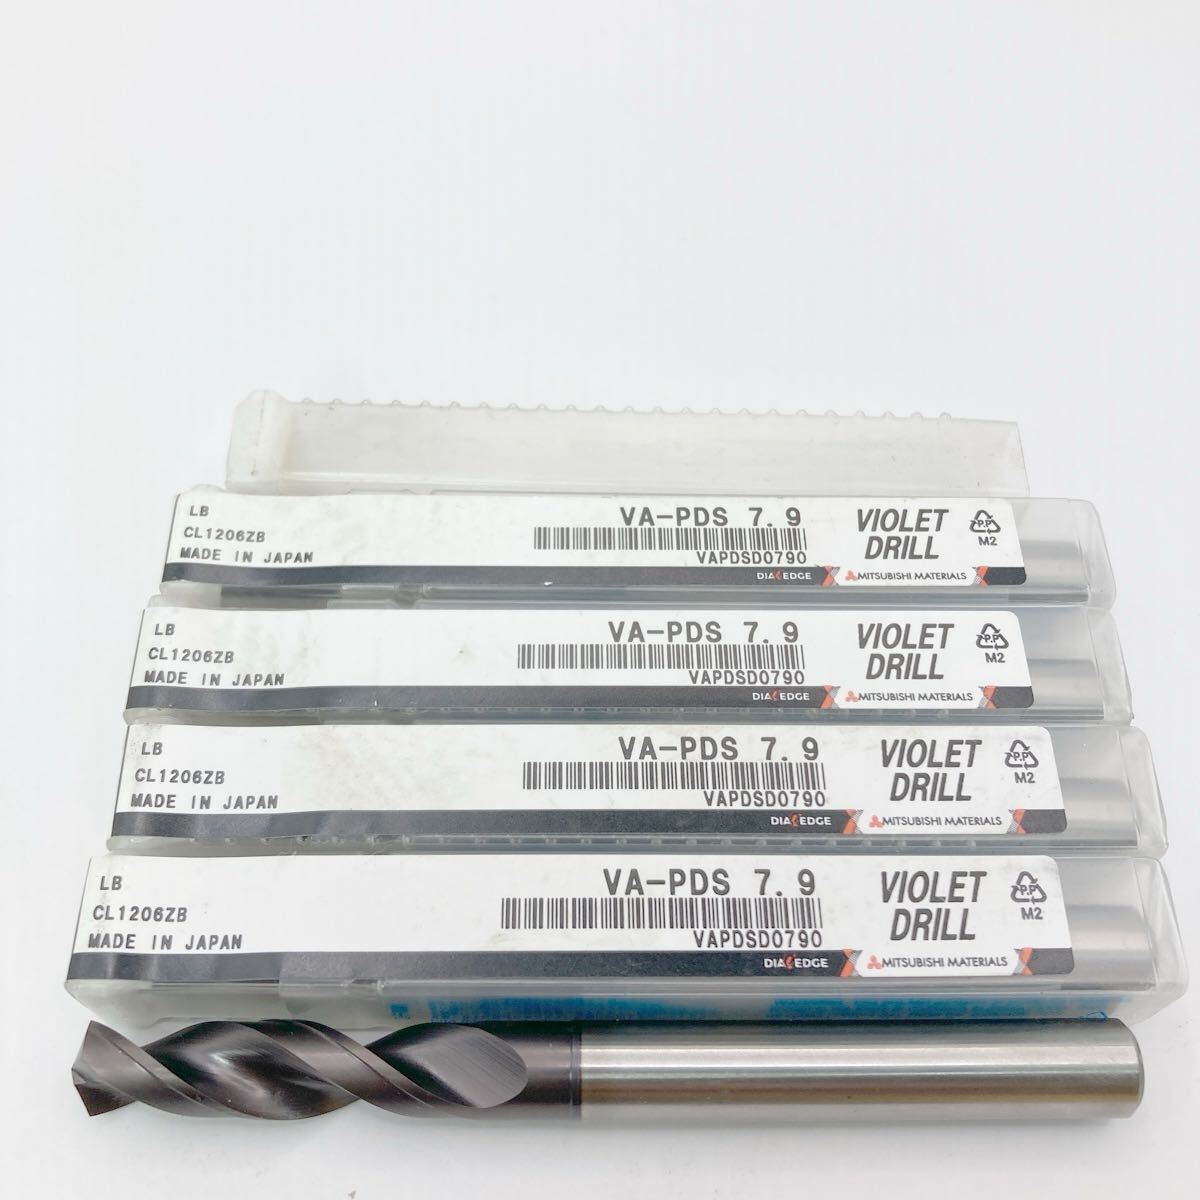 LB
CL1206ZB
MADE IN JAPAN
VA-PDS 7.9
VAPDSD0790
VIOLET
DRILL
P.P
M2
DIAEDGE
MITSUBISHI MATERIALS
LB
CL1206ZB
MADE IN JAPAN
VA-PDS 7.9
VAPDSD0790
VIOLET
DRILL
P.P
M2
DIAEDGE
MITSUBISHI MATERIALS
LB
CL1206ZB
MADE IN JAPAN
VA-PDS 7.9
VAPDSD0790
VIOLET
DRILL
P.P
M2
DIAEDGE
MITSUBISHI MATERIALS
LB
CL1206ZB
MADE IN JAPAN
VA-PDS 7.9
VAPDSD0790
VIOLET
DRILL
P.P
M2
DIAEDGE
MITSUBISHI MATERIALS